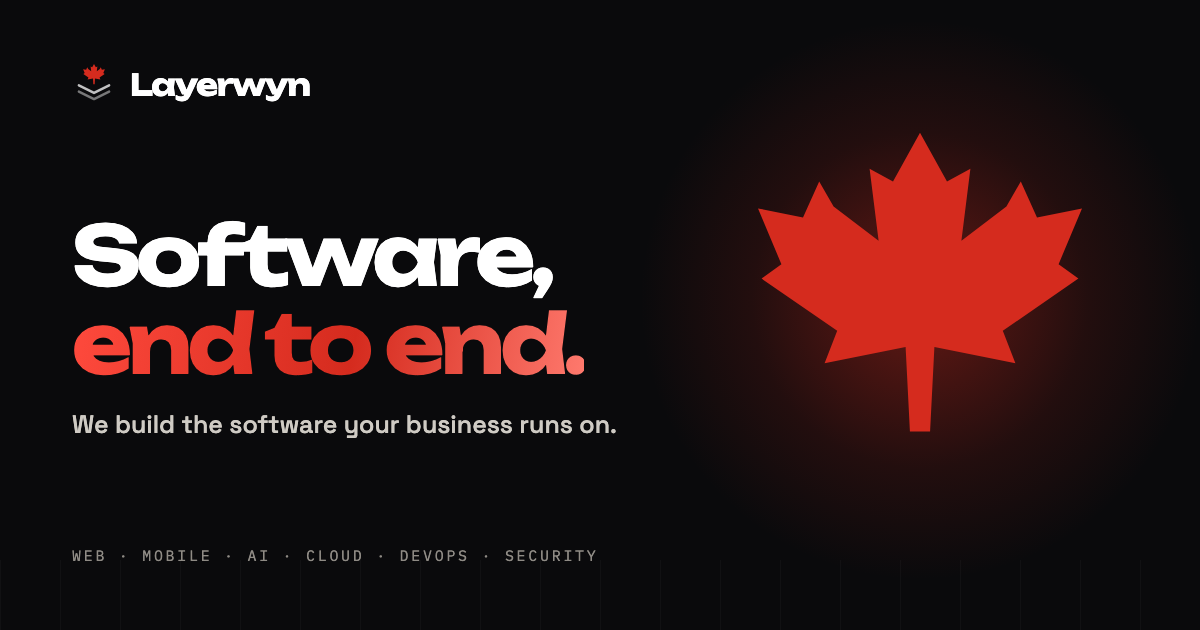 Layerwyn
Software,
end to end.
We build the software your business runs on.
WEB · MOBILE · AI · CLOUD · DEVOPS · SECURITY